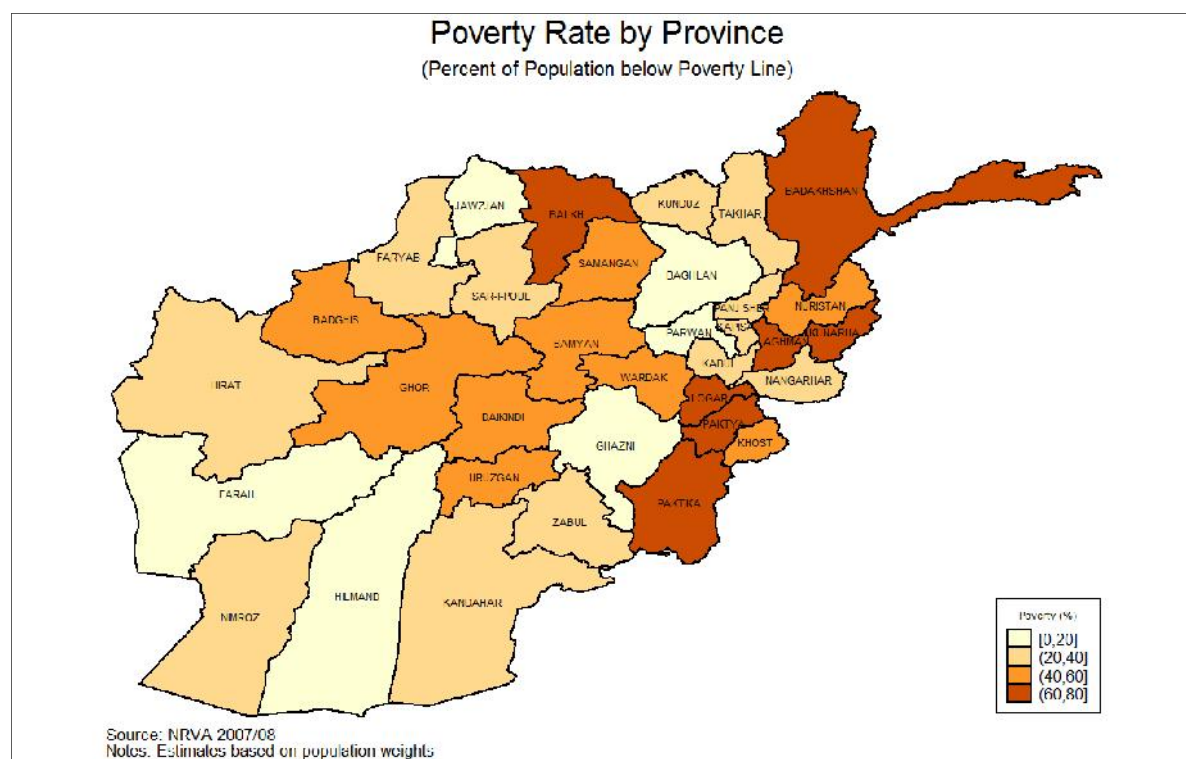 Poverty Rate by Province
(Percent of Population below Poverty Line)
BADAKHSHAN
JAWZJAN
BALKH
KUNDUZ
TAKHAR
FARYAB
SAMANGAN
BAGHLAN
SAR-I-POUL
PANJ SHER
NURISTAN
BADGHIS
PARWAN
KAPISA
KUNARHA
BAMYAN
LAGHMAN
KABUL
HIRAT
GHOR
WARDAK
NANGARHAR
DAIKINDI
LOGAR
PAKTYA
GHAZNI
KHOST
URUZGAN
FARAH
PAKTIKA
ZABUL
HILMAND
KANDAHAR
NIMROZ
Poverty (%)
[0,20]
(20,40]
(40,60]
(60,80]
Source: NRVA 2007/08
Notes: Estimates based on population weights